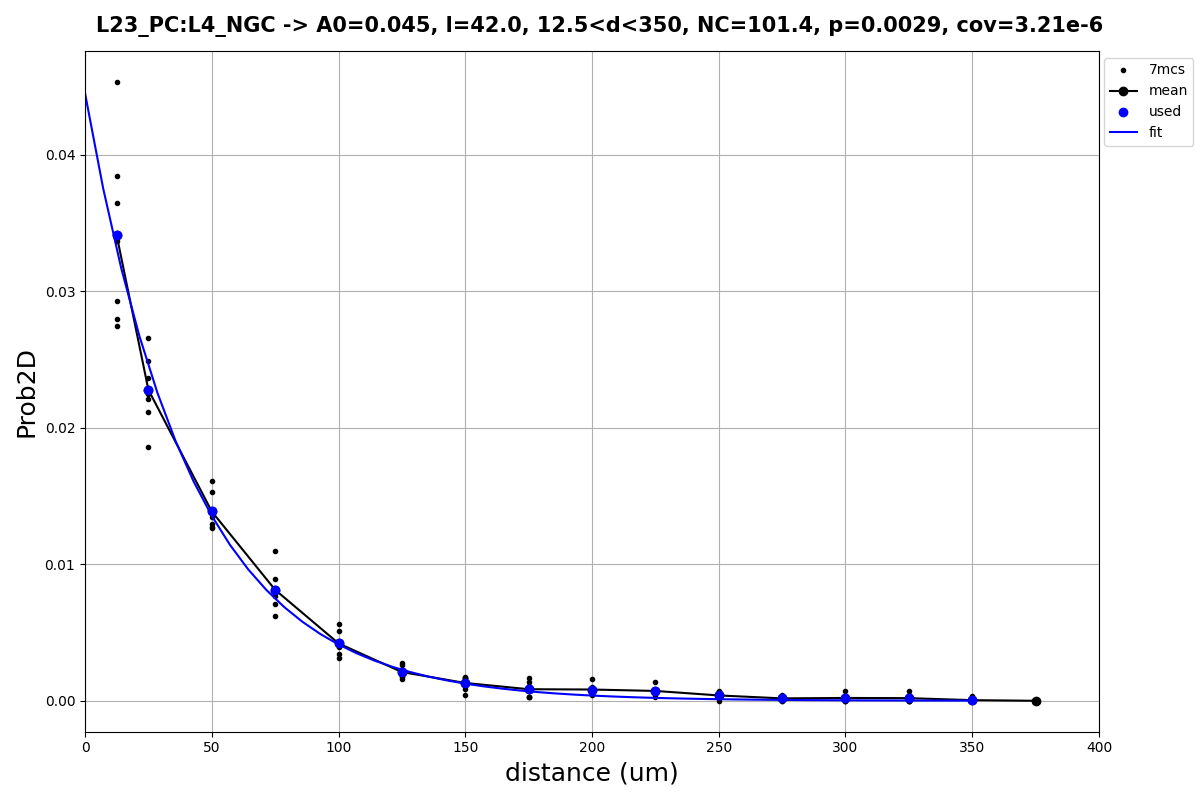 L23_PC:L4_NGC -> A0=0.045, l=42.0, 12.5<d<350, NC=101.4, p=0.0029, cov=3.21e-6
7mcs
mean
used
fit
0.04
0.03
0.02
0.01
0.00
Prob2D
0 50 100 150 200 250 300 350 400
distance (um)